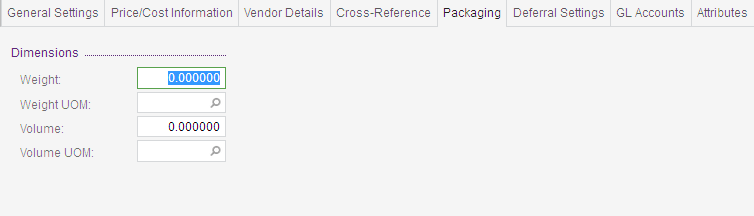 General Settings Price/Cost Information Vendor Details Cross-Reference Packaging Deferral Settings GL Accounts Attributes
Dimensions
Weight: 0.000000
Weight UOM:
Volume: 0.000000
Volume UOM: